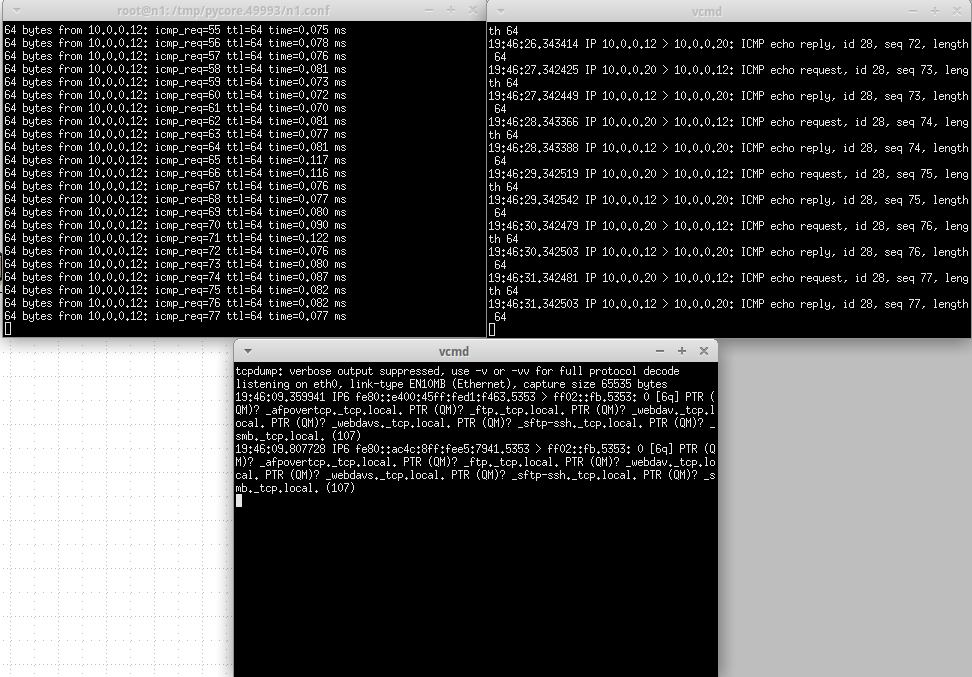 root@n1: /tmp/pycore.49993/n1.conf
64 bytes from 10.0.0.12: icmp_req=55 ttl=64 time=0.075 ms
64 bytes from 10.0.0.12: icmp_req=56 ttl=64 time=0.078 ms
64 bytes from 10.0.0.12: icmp_req=57 ttl=64 time=0.076 ms
64 bytes from 10.0.0.12: icmp_req=58 ttl=64 time=0.081 ms
64 bytes from 10.0.0.12: icmp_req=59 ttl=64 time=0.073 ms
64 bytes from 10.0.0.12: icmp_req=60 ttl=64 time=0.072 ms
64 bytes from 10.0.0.12: icmp_req=61 ttl=64 time=0.070 ms
64 bytes from 10.0.0.12: icmp_req=62 ttl=64 time=0.081 ms
64 bytes from 10.0.0.12: icmp_req=63 ttl=64 time=0.077 ms
64 bytes from 10.0.0.12: icmp_req=64 ttl=64 time=0.081 ms
64 bytes from 10.0.0.12: icmp_req=65 ttl=64 time=0.117 ms
64 bytes from 10.0.0.12: icmp_req=66 ttl=64 time=0.116 ms
64 bytes from 10.0.0.12: icmp_req=67 ttl=64 time=0.076 ms
64 bytes from 10.0.0.12: icmp_req=68 ttl=64 time=0.077 ms
64 bytes from 10.0.0.12: icmp_req=69 ttl=64 time=0.080 ms
64 bytes from 10.0.0.12: icmp_req=70 ttl=64 time=0.090 ms
64 bytes from 10.0.0.12: icmp_req=71 ttl=64 time=0.122 ms
64 bytes from 10.0.0.12: icmp_req=72 ttl=64 time=0.076 ms
64 bytes from 10.0.0.12: icmp_req=73 ttl=64 time=0.080 ms
64 bytes from 10.0.0.12: icmp_req=74 ttl=64 time=0.087 ms
64 bytes from 10.0.0.12: icmp_req=75 ttl=64 time=0.082 ms
64 bytes from 10.0.0.12: icmp_req=76 ttl=64 time=0.082 ms
64 bytes from 10.0.0.12: icmp_req=77 ttl=64 time=0.077 ms
vcmd
th 64
19:46:26.343414 IP 10.0.0.12 > 10.0.0.20: ICMP echo reply, id 28, seq 72, length
 64
19:46:27.342425 IP 10.0.0.20 > 10.0.0.12: ICMP echo request, id 28, seq 73, leng
th 64
19:46:27.342449 IP 10.0.0.12 > 10.0.0.20: ICMP echo reply, id 28, seq 73, length
 64
19:46:28.343366 IP 10.0.0.20 > 10.0.0.12: ICMP echo request, id 28, seq 74, leng
th 64
19:46:28.343388 IP 10.0.0.12 > 10.0.0.20: ICMP echo reply, id 28, seq 74, length
 64
19:46:29.342519 IP 10.0.0.20 > 10.0.0.12: ICMP echo request, id 28, seq 75, leng
th 64
19:46:29.342542 IP 10.0.0.12 > 10.0.0.20: ICMP echo reply, id 28, seq 75, length
 64
19:46:30.342479 IP 10.0.0.20 > 10.0.0.12: ICMP echo request, id 28, seq 76, leng
th 64
19:46:30.342503 IP 10.0.0.12 > 10.0.0.20: ICMP echo reply, id 28, seq 76, length
 64
19:46:31.342481 IP 10.0.0.20 > 10.0.0.12: ICMP echo request, id 28, seq 77, leng
th 64
19:46:31.342503 IP 10.0.0.12 > 10.0.0.20: ICMP echo reply, id 28, seq 77, length
 64
vcmd
tcpdump: verbose output suppressed, use -v or -vv for full protocol decode
listening on eth0, link-type EN10MB (Ethernet), capture size 65535 bytes
19:46:09.359941 IP6 fe80::e400:45ff:fed1:f463.5353 > ff02::fb.5353: 0 [6q] PTR (
QM)? _afpovertcp._tcp.local. PTR (QM)? _ftp._tcp.local. PTR (QM)? _webdav._tcp.l
ocal. PTR (QM)? _webdavs._tcp.local. PTR (QM)? _sftp-ssh._tcp.local. PTR (QM)? _
smb._tcp.local. (107)
19:46:09.807728 IP6 fe80::ac4c:8ff:fee5:7941.5353 > ff02::fb.5353: 0 [6q] PTR (Q
M)? _afpovertcp._tcp.local. PTR (QM)? _ftp._tcp.local. PTR (QM)? _webdav._tcp.lo
cal. PTR (QM)? _webdavs._tcp.local. PTR (QM)? _sftp-ssh._tcp.local. PTR (QM)? _s
mb._tcp.local. (107)